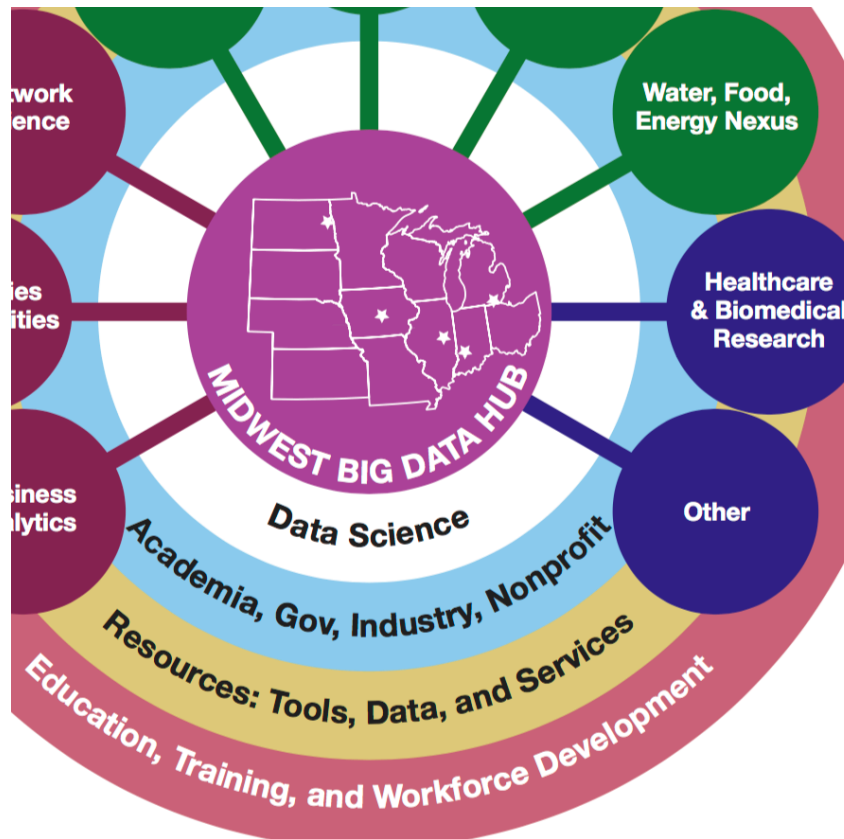 Water, Food,
Energy Nexus
Healthcare
& Biomedical
Research
Other
MIDWEST BIG DATA HUB
Data Science
Academia, Gov, Industry, Nonprofit
Resources: Tools, Data, and Services
Education, Training, and Workforce Development